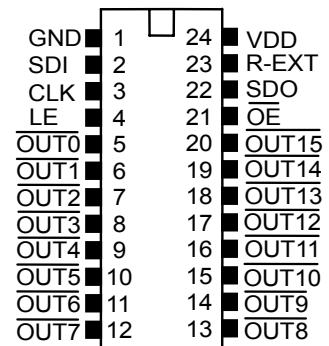 GND 1 24 VDD
SDI 2 23 R-EXT
CLK 3 22 SDO
LE 4 21 OE
OUT0 5 20 OUT15
OUT1 6 19 OUT14
OUT2 7 18 OUT13
OUT3 8 17 OUT12
OUT4 9 16 OUT11
OUT5 10 15 OUT10
OUT6 11 14 OUT9
OUT7 12 13 OUT8